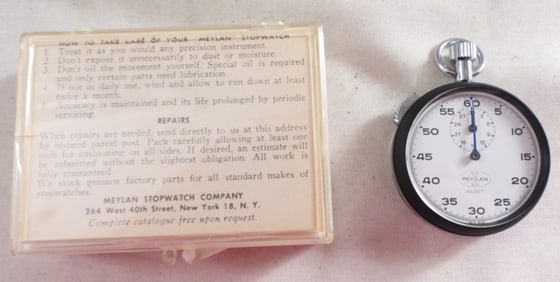 HOW TO TAKE CARE OF YOUR MEYLAN STOPWATCH
1. Treat it as you would any precision instrument.
2. Don't expose it unnecessarily to dust or moisture.
3. Don't oil the movement yourself. Special oil is required
and only certain parts need lubrication.
4. If not in daily use, wind and allow to run down at least
twice a month.
5. Accuracy is maintained and its life prolonged by periodic
servicing.
REPAIRS
When repairs are needed, send directly to us at this address
by insured parcel post. Pack carefully allowing at least one
inch for cushioning on all sides. If desired, an estimate will
be submitted without the slightest obligation. All work is
fully guaranteed.
We stock genuine factory parts for all standard makes of
stopwatches.
MEYLAN STOPWATCH COMPANY
264 West 40th Street, New York 18, N. Y.
Complete catalogue free upon request.
60
5
10
15
20
25
30
35
40
45
50
55
MEYLAN